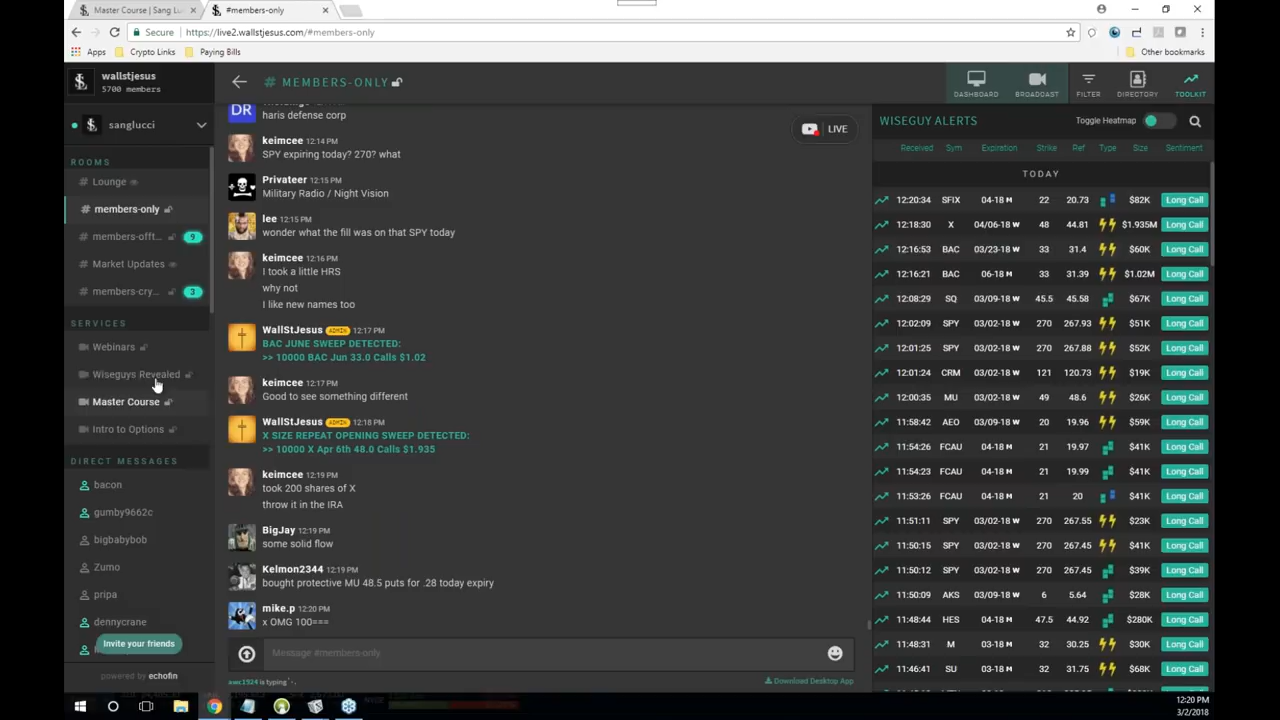 Master Course | Sang Lu
#members-only
Secure
https://live2.wallstjesus.com/#members-only
Apps
Crypto Links
Paying Bills
Other bookmarks
wallstjesus
5700 members
sanglucci
ROOMS
Lounge
# members-only
# members-offt...
9
# Market Updates
# members-cry...
3
SERVICES
Webinars
Wiseguys Revealed
Master Course
Intro to Options
DIRECT MESSAGES
bacon
gumby9662c
bigbabybob
Zumo
pripa
dennycrane
Invite your friends
powered by echofin
# MEMBERS-ONLY
DASHBOARD
BROADCAST
FILTER
DIRECTORY
TOOLKIT
LIVE
DR
haris defense corp
keimcee 12:14 PM
SPY expiring today? 270? what
Privateer 12:15 PM
Military Radio / Night Vision
lee 12:15 PM
wonder what the fill was on that SPY today
keimcee 12:16 PM
I took a little HRS
why not
I like new names too
WallStJesus ADMIN 12:17 PM
BAC JUNE SWEEP DETECTED:
>> 10000 BAC Jun 33.0 Calls $1.02
keimcee 12:17 PM
Good to see something different
WallStJesus ADMIN 12:18 PM
X SIZE REPEAT OPENING SWEEP DETECTED:
>> 10000 X Apr 6th 48.0 Calls $1.935
keimcee 12:19 PM
took 200 shares of X
throw it in the IRA
BigJay 12:19 PM
some solid flow
Kelmon2344 12:19 PM
bought protective MU 48.5 puts for .28 today expiry
mike.p 12:20 PM
x OMG 100===
Message #members-only
awc1924 is typing
Download Desktop App
WISEGUY ALERTS
Toggle Heatmap
Received Sym Expiration Strike Ref Type Size Sentiment
TODAY
12:20:34 SFIX 04-18 M 22 20.73 $82K Long Call
12:18:30 X 04/06-18 W 48 44.81 $1.935M Long Call
12:16:53 BAC 03/23-18 W 33 31.4 $60K Long Call
12:16:21 BAC 06-18 M 33 31.39 $1.02M Long Call
12:08:29 SQ 03/09-18 W 45.5 45.58 $67K Long Call
12:02:09 SPY 03/02-18 W 270 267.93 $51K Long Call
12:01:25 SPY 03/02-18 W 270 267.88 $52K Long Call
12:01:24 CRM 03/02-18 W 121 120.73 $19K Long Call
12:00:35 MU 03/02-18 W 49 48.6 $26K Long Call
11:58:42 AEO 03/09-18 W 20 19.96 $59K Long Call
11:54:26 FCAU 04-18 M 21 19.97 $41K Long Call
11:54:23 FCAU 04-18 M 21 19.99 $41K Long Call
11:53:26 FCAU 04-18 M 21 20 $41K Long Call
11:51:11 SPY 03/02-18 W 270 267.55 $23K Long Call
11:50:15 SPY 03/02-18 W 270 267.45 $41K Long Call
11:50:12 SPY 03/02-18 W 270 267.45 $39K Long Call
11:50:09 AKS 03/09-18 W 6 5.64 $28K Long Call
11:48:44 HES 03/09-18 W 47.5 44.92 $280K Long Call
11:48:31 M 03-18 M 32 30.25 $30K Long Call
11:46:41 SU 03-18 M 32 31.75 $68K Long Call
12:20 PM
3/2/2018